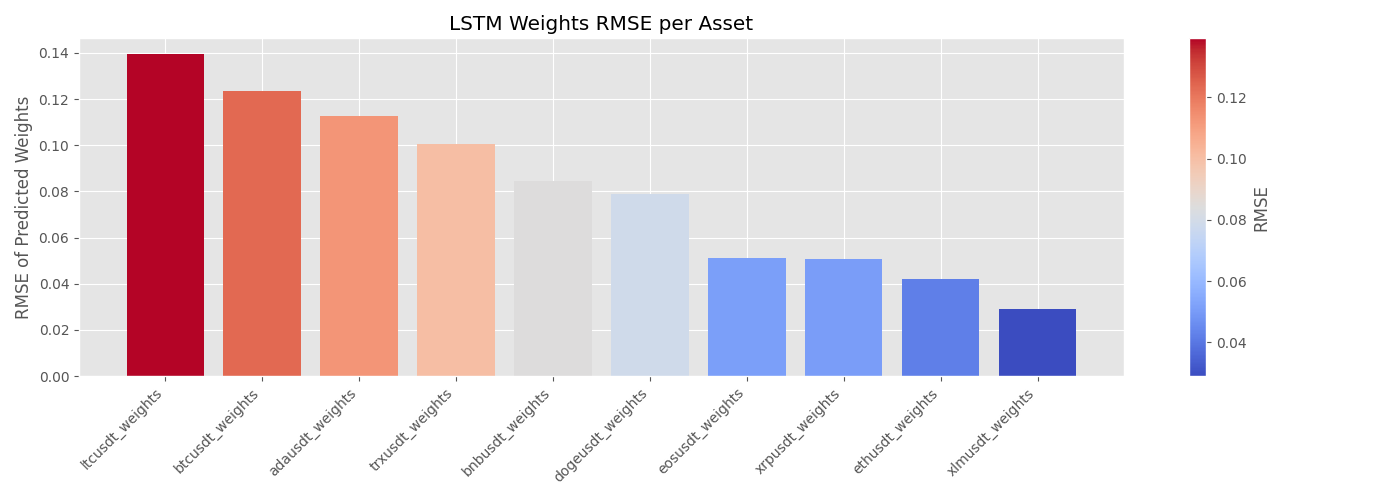 LSTM Weights RMSE per Asset
RMSE of Predicted Weights
0.14
0.12
0.10
0.08
0.06
0.04
0.02
0.00
ltcusdt_weights
btcusdt_weights
adausdt_weights
trxusdt_weights
bnbusdt_weights
dogeusdt_weights
eosusdt_weights
xrpusdt_weights
ethusdt_weights
xlmusdt_weights
0.12
0.10
0.08
0.06
0.04
RMSE